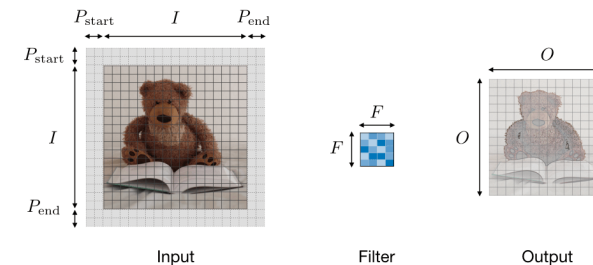 P_start I P_end
P_start
I
P_end
F
F
O
O
Input
Filter
Output